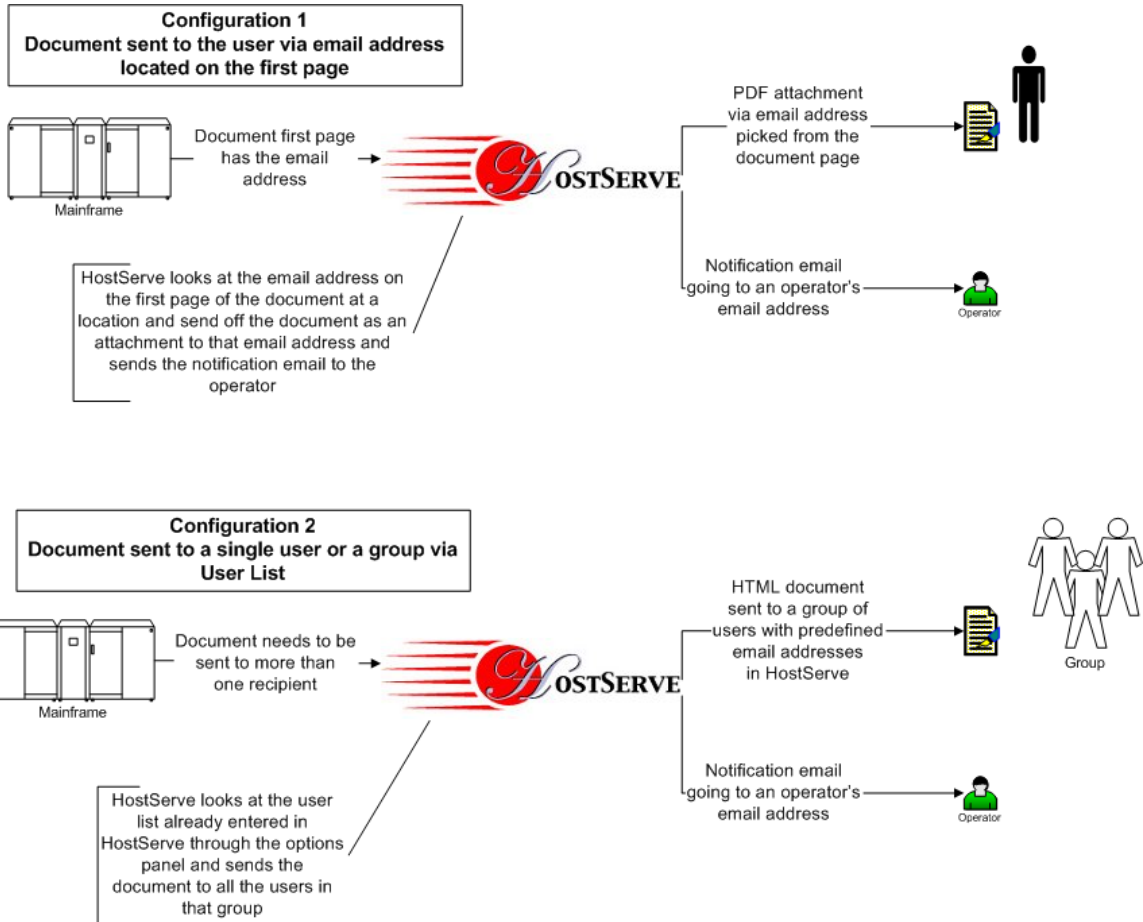 Configuration 1
Document sent to the user via email address
located on the first page
Document first page
has the email
address
Mainframe
HOSTSERVE
PDF attachment
via email address
picked from the
document page
Notification email
going to an operator's
email address
Operator
HostServe looks at the email address on
the first page of the document at a
location and send off the document as an
attachment to that email address and
sends the notification email to the
operator
Configuration 2
Document sent to a single user or a group via
User List
Document needs to be
sent to more than
one recipient
Mainframe
HOSTSERVE
HTML document
sent to a group of
users with predefined
email addresses
in HostServe
Group
Notification email
going to an operator's
email address
Operator
HostServe looks at the user
list already entered in
HostServe through the options
panel and sends the
document to all the users in
that group